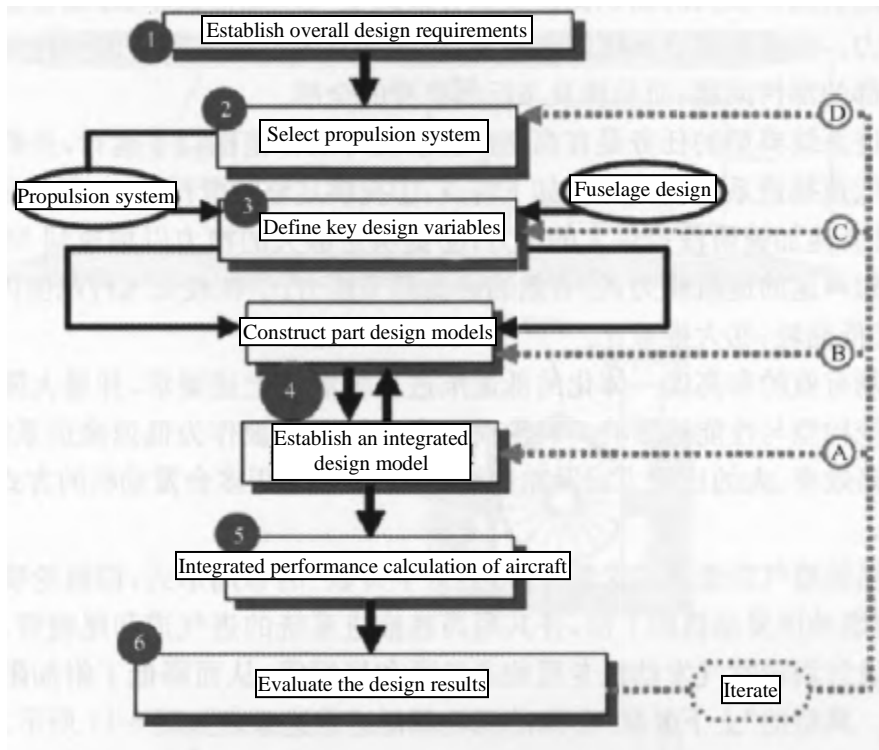 1
Establish overall design requirements
2
Select propulsion system
D
Propulsion system
Fuselage design
3
Define key design variables
C
Construct part design models
B
4
Establish an integrated
design model
A
5
Integrated performance calculation of aircraft
6
Evaluate the design results
Iterate